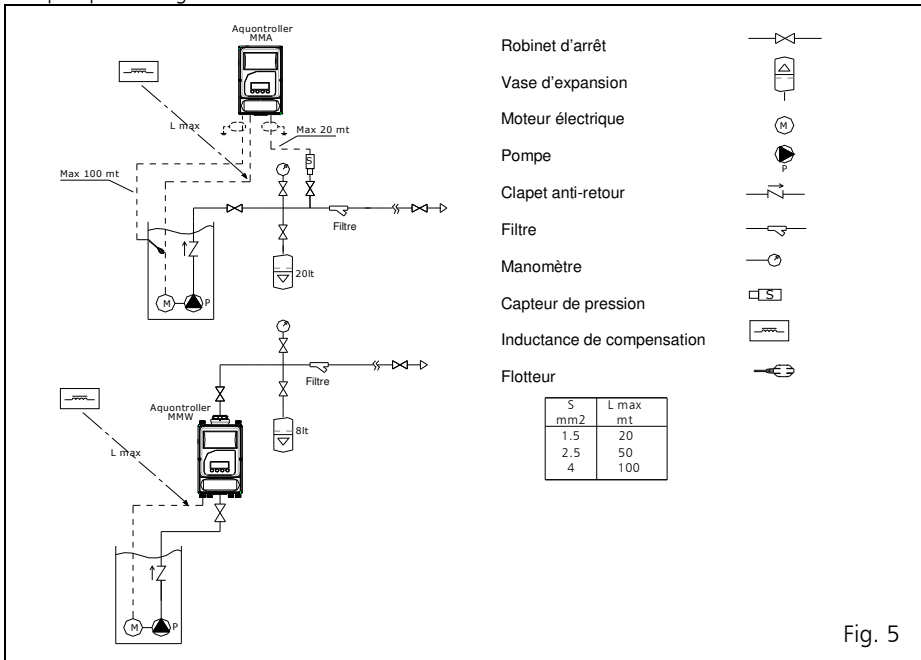 Aquontroller
MMA
L max
Max 20 mt
S
Max 100 mt
Filtre
20lt
M
P
Filtre
Aquontroller
MMW
8lt
L max
M
P
Robinet d'arrêt
Vase d'expansion
Moteur électrique
M
Pompe
P
Clapet anti-retour
Filtre
Manomètre
Capteur de pression
S
Inductance de compensation
Flotteur
S L max
mm2 mt
1.5 20
2.5 50
4 100
Fig. 5